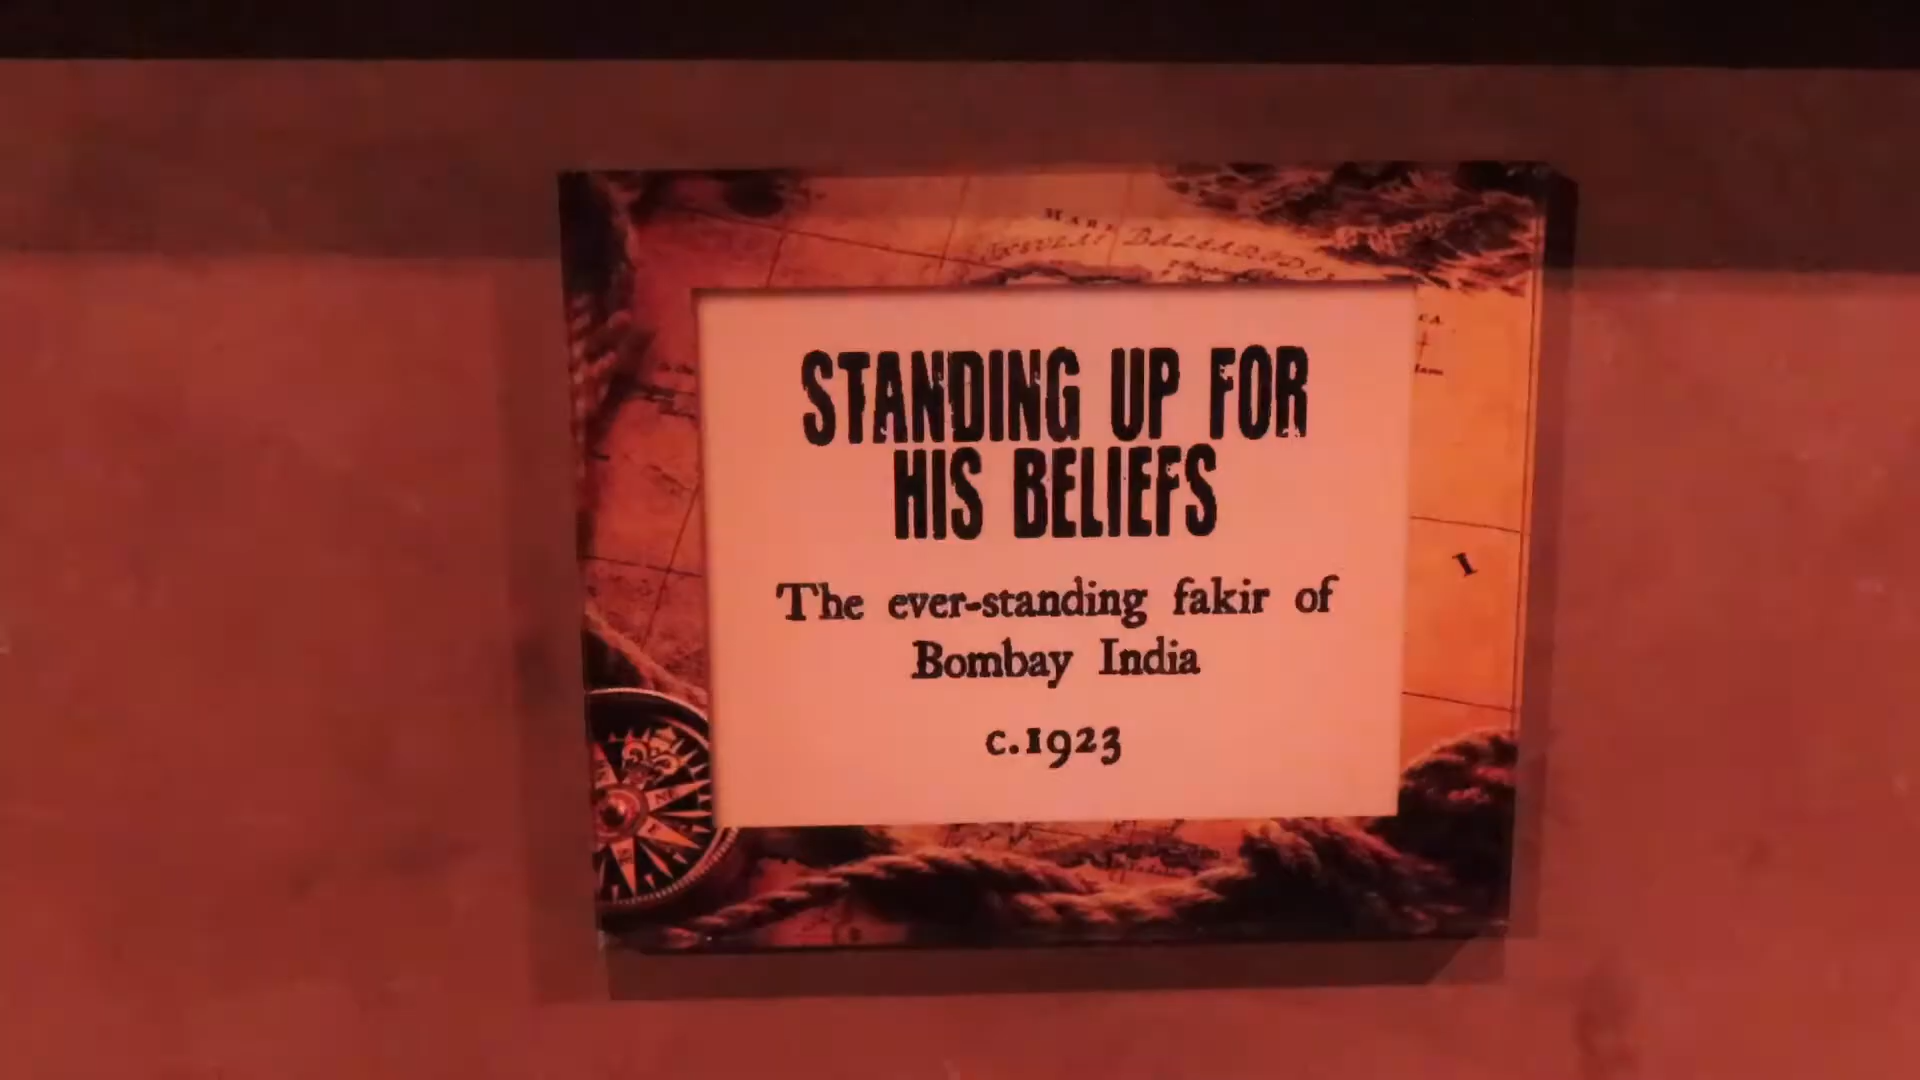 STANDING UP FOR
HIS BELIEFS
The ever-standing fakir of
Bombay India
c.1923
I